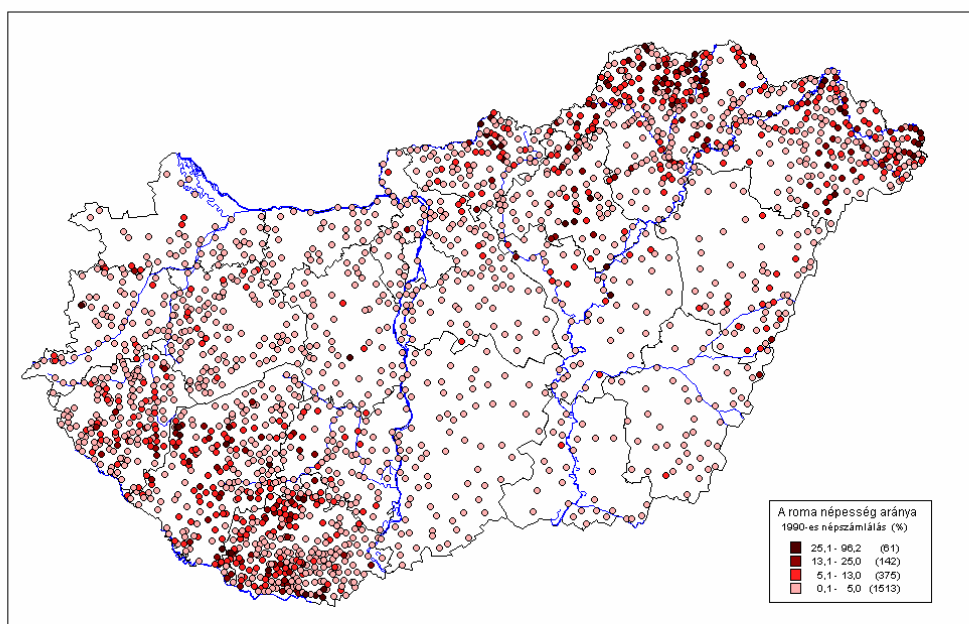 A roma népesség aránya
1990-es népszámlálás (%)
25,1 - 96,2 (61)
13,1 - 25,0 (142)
5,1 - 13,0 (375)
0,1 - 5,0 (1513)